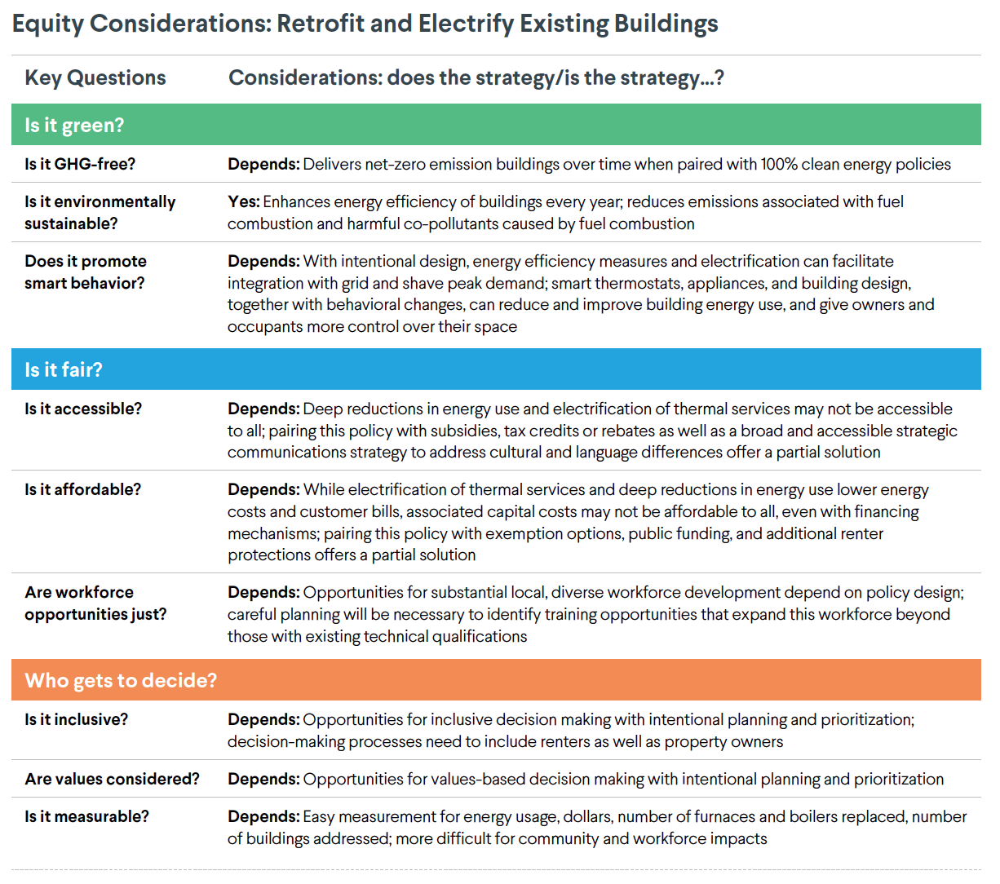 Equity Considerations: Retrofit and Electrify Existing Buildings
Key Questions
Considerations: does the strategy/is the strategy...?
Is it green?
Is it GHG-free?
Depends: Delivers net-zero emission buildings over time when paired with 100% clean energy policies
Is it environmentally
sustainable?
Yes: Enhances energy efficiency of buildings every year; reduces emissions associated with fuel
combustion and harmful co-pollutants caused by fuel combustion
Does it promote
smart behavior?
Depends: With intentional design, energy efficiency measures and electrification can facilitate
integration with grid and shave peak demand; smart thermostats, appliances, and building design,
together with behavioral changes, can reduce and improve building energy use, and give owners and
occupants more control over their space
Is it fair?
Is it accessible?
Depends: Deep reductions in energy use and electrification of thermal services may not be accessible
to all; pairing this policy with subsidies, tax credits or rebates as well as a broad and accessible strategic
communications strategy to address cultural and language differences offer a partial solution
Is it affordable?
Depends: While electrification of thermal services and deep reductions in energy use lower energy
costs and customer bills, associated capital costs may not be affordable to all, even with financing
mechanisms; pairing this policy with exemption options, public funding, and additional renter
protections offers a partial solution
Are workforce
opportunities just?
Depends: Opportunities for substantial local, diverse workforce development depend on policy design;
careful planning will be necessary to identify training opportunities that expand this workforce beyond
those with existing technical qualifications
Who gets to decide?
Is it inclusive?
Depends: Opportunities for inclusive decision making with intentional planning and prioritization;
decision-making processes need to include renters as well as property owners
Are values considered?
Depends: Opportunities for values-based decision making with intentional planning and prioritization
Is it measurable?
Depends: Easy measurement for energy usage, dollars, number of furnaces and boilers replaced, number
of buildings addressed; more difficult for community and workforce impacts